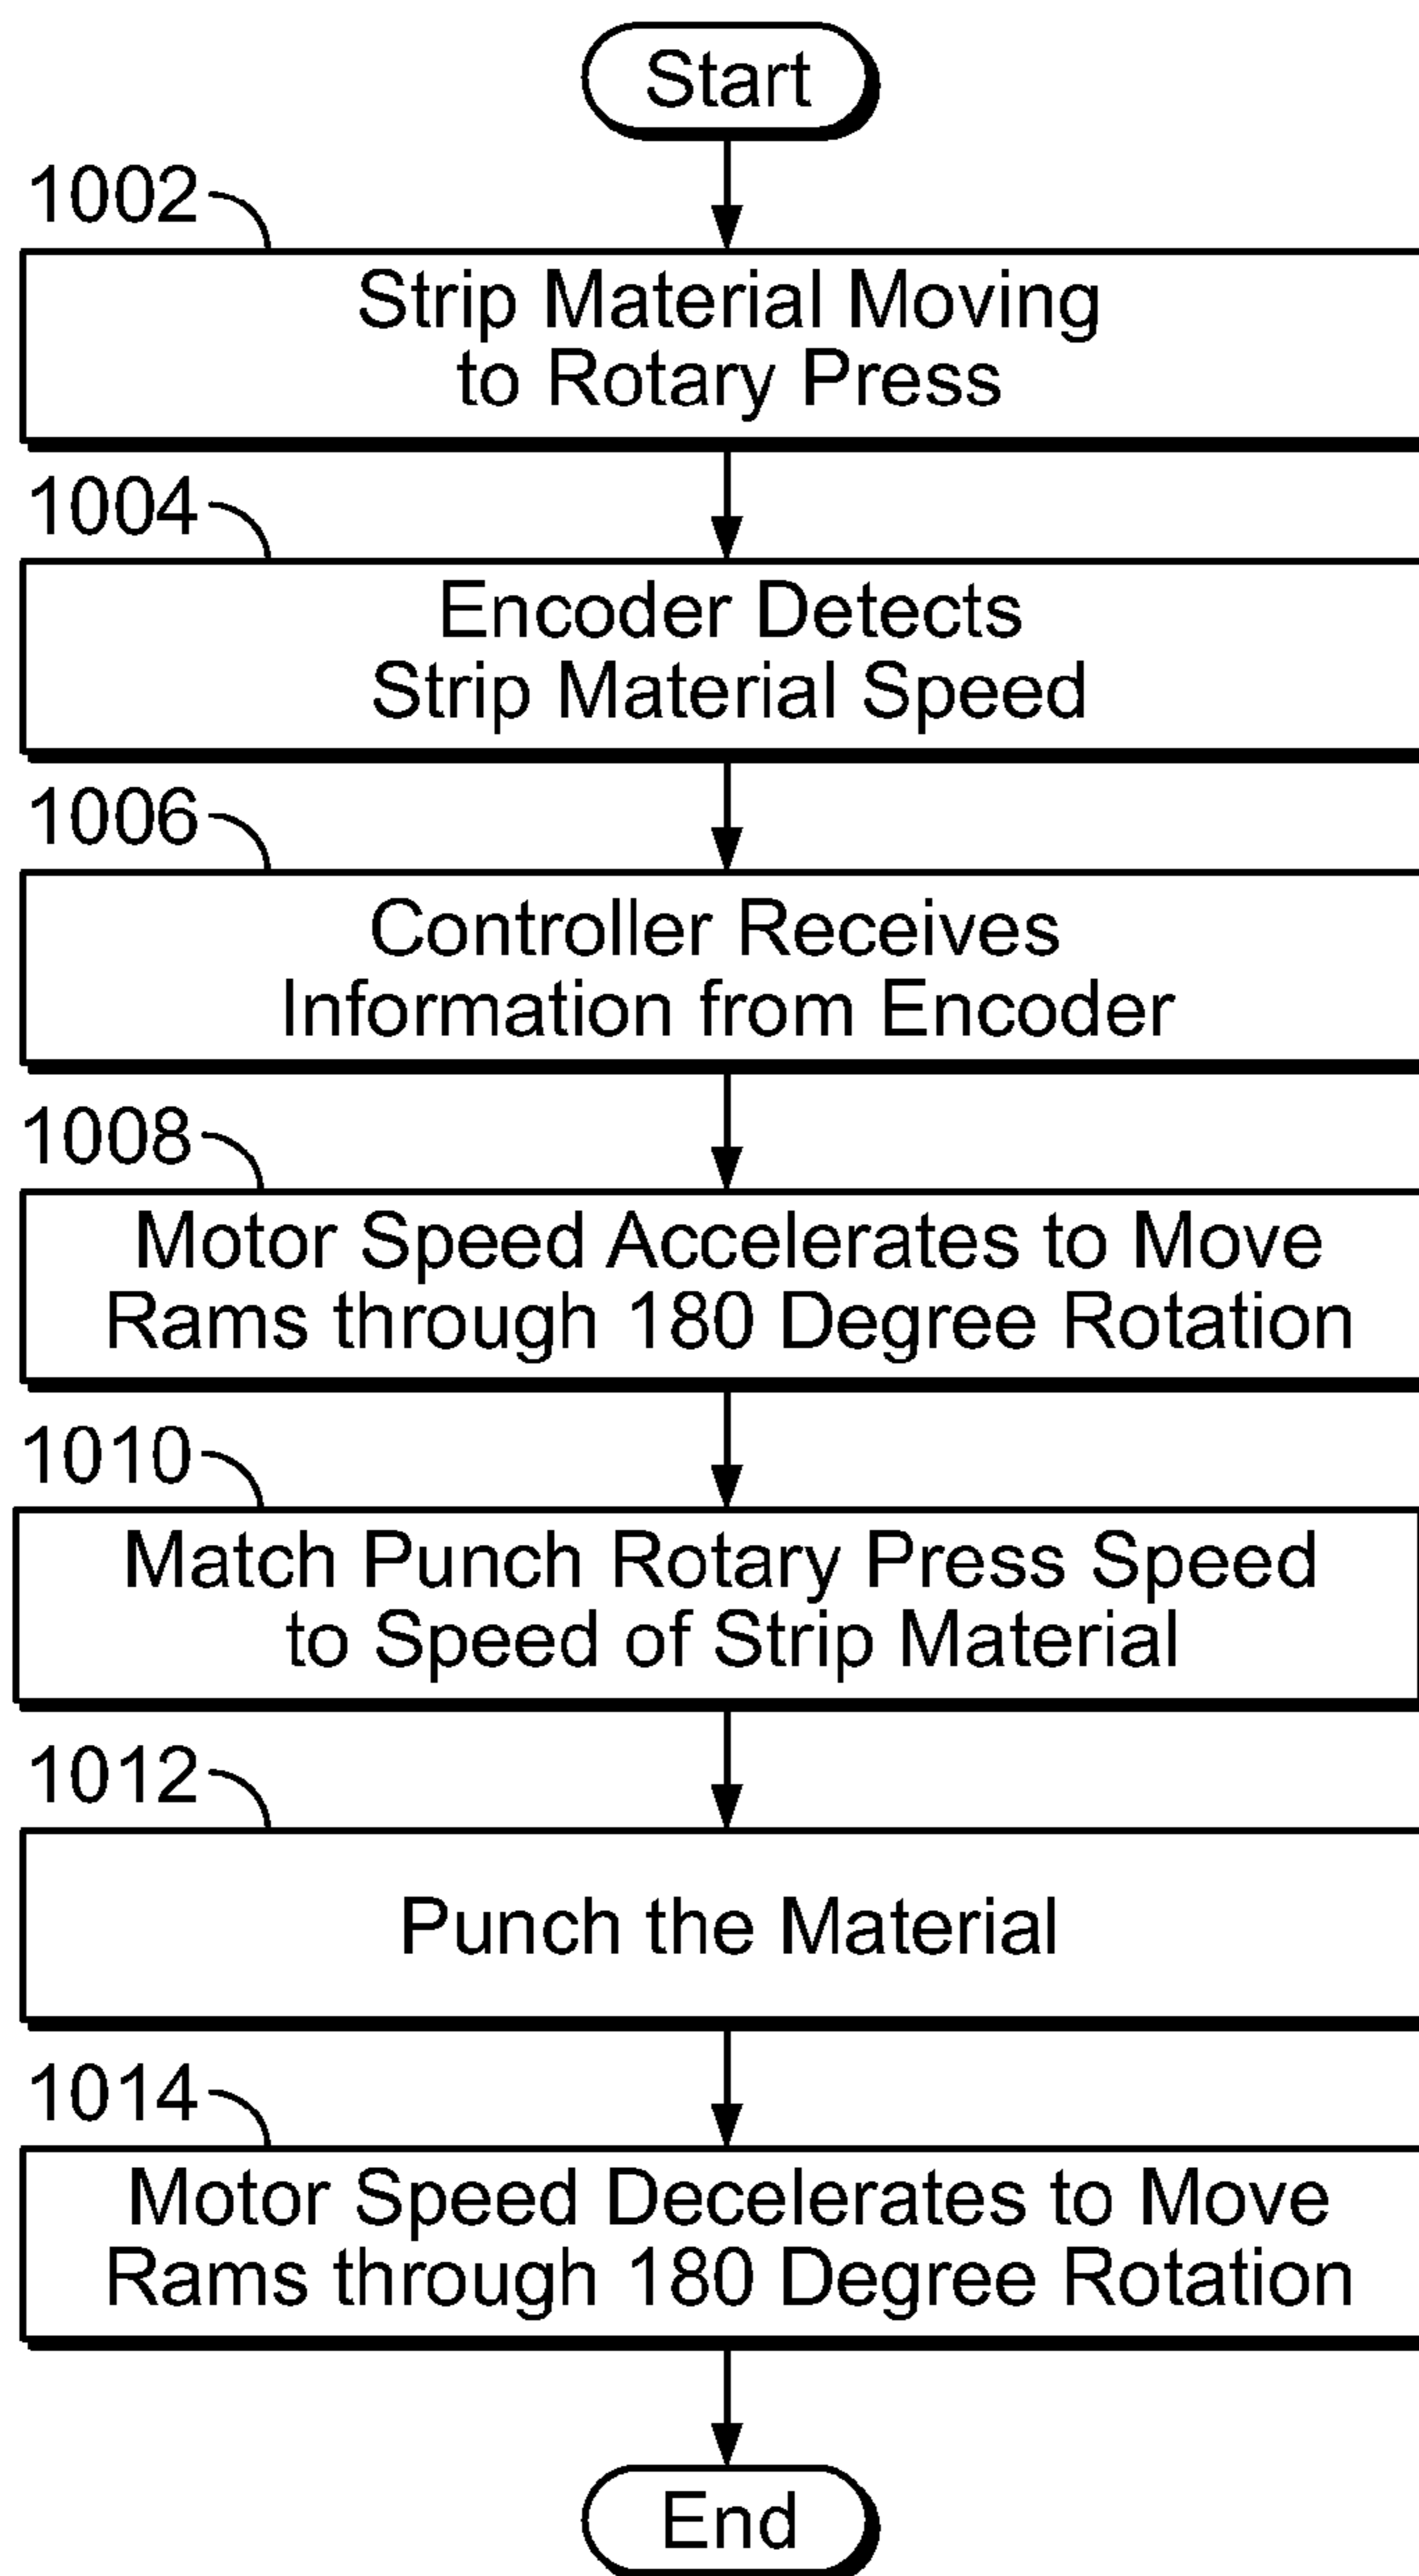 Start
1002
Strip Material Moving
to Rotary Press
1004
Encoder Detects
Strip Material Speed
1006
Controller Receives
Information from Encoder
1008
Motor Speed Accelerates to Move
Rams through 180 Degree Rotation
1010
Match Punch Rotary Press Speed
to Speed of Strip Material
1012
Punch the Material
1014
Motor Speed Decelerates to Move
Rams through 180 Degree Rotation
End